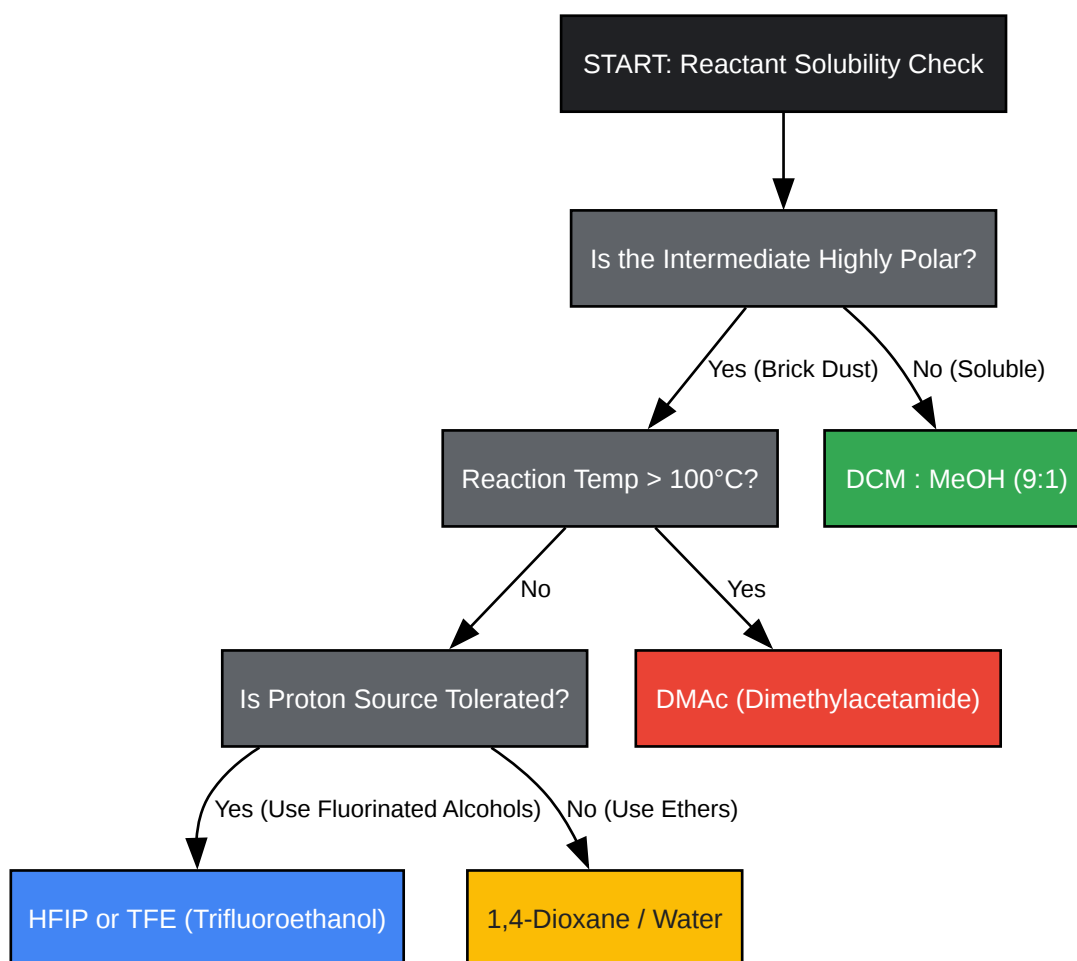 START: Reactant Solubility Check
Is the Intermediate Highly Polar?
Yes (Brick Dust)
No (Soluble)
Reaction Temp > 100°C?
DCM : MeOH (9:1)
No
Yes
Is Proton Source Tolerated?
DMAc (Dimethylacetamide)
Yes (Use Fluorinated Alcohols)
No (Use Ethers)
HFIP or TFE (Trifluoroethanol)
1,4-Dioxane / Water